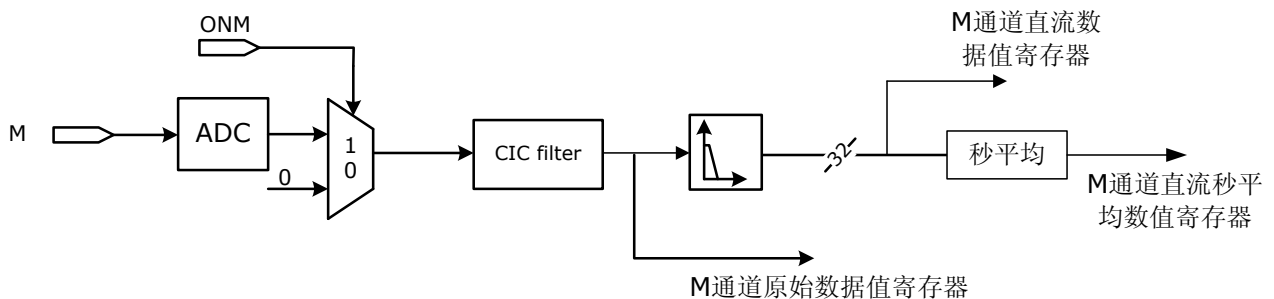 ONM
M通道直流数
据值寄存器
M
ADC
1
0
0
CIC filter
32
秒平均
M通道直流秒平
均数值寄存器
M通道原始数据值寄存器